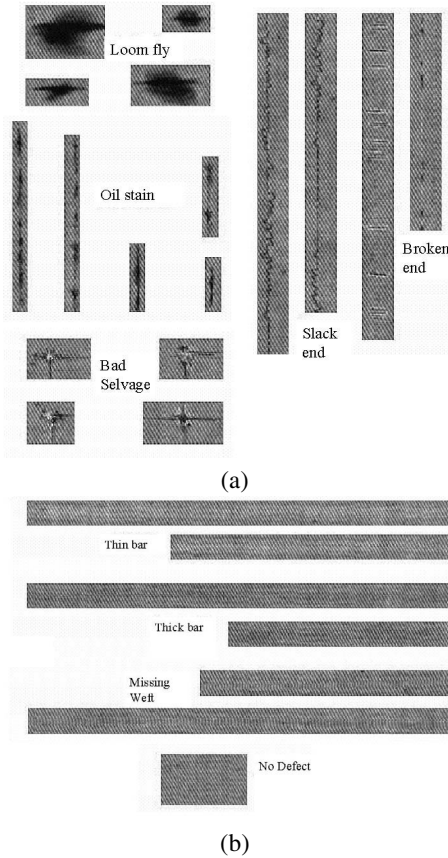 Loom fly
Oil stain
Bad
Selvage
Slack
end
Broken
end
(a)
Thin bar
Thick bar
Missing
Weft
No Defect
(b)